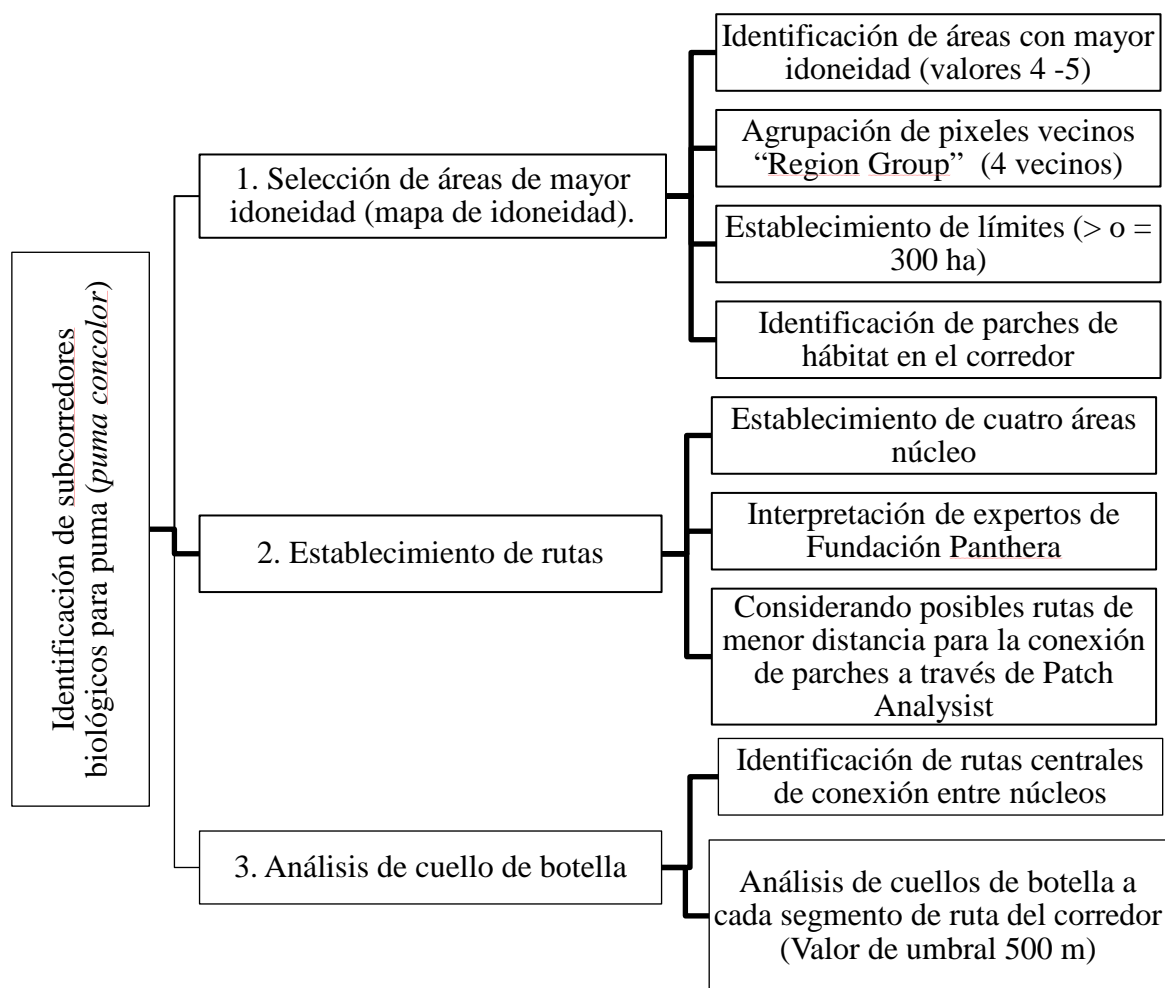 Identificación de subcorredores
biológicos para puma (puma concolor)
1. Selección de áreas de mayor
idoneidad (mapa de idoneidad).
Identificación de áreas con mayor
idoneidad (valores 4 -5)
Agrupación de pixeles vecinos
“Region Group” (4 vecinos)
Establecimiento de límites (> o =
300 ha)
Identificación de parches de
hábitat en el corredor
2. Establecimiento de rutas
Establecimiento de cuatro áreas
núcleo
Interpretación de expertos de
Fundación Panthera
Considerando posibles rutas de
menor distancia para la conexión
de parches a través de Patch
Analysist
3. Análisis de cuello de botella
Identificación de rutas centrales
de conexión entre núcleos
Análisis de cuellos de botella a
cada segmento de ruta del corredor
(Valor de umbral 500 m)